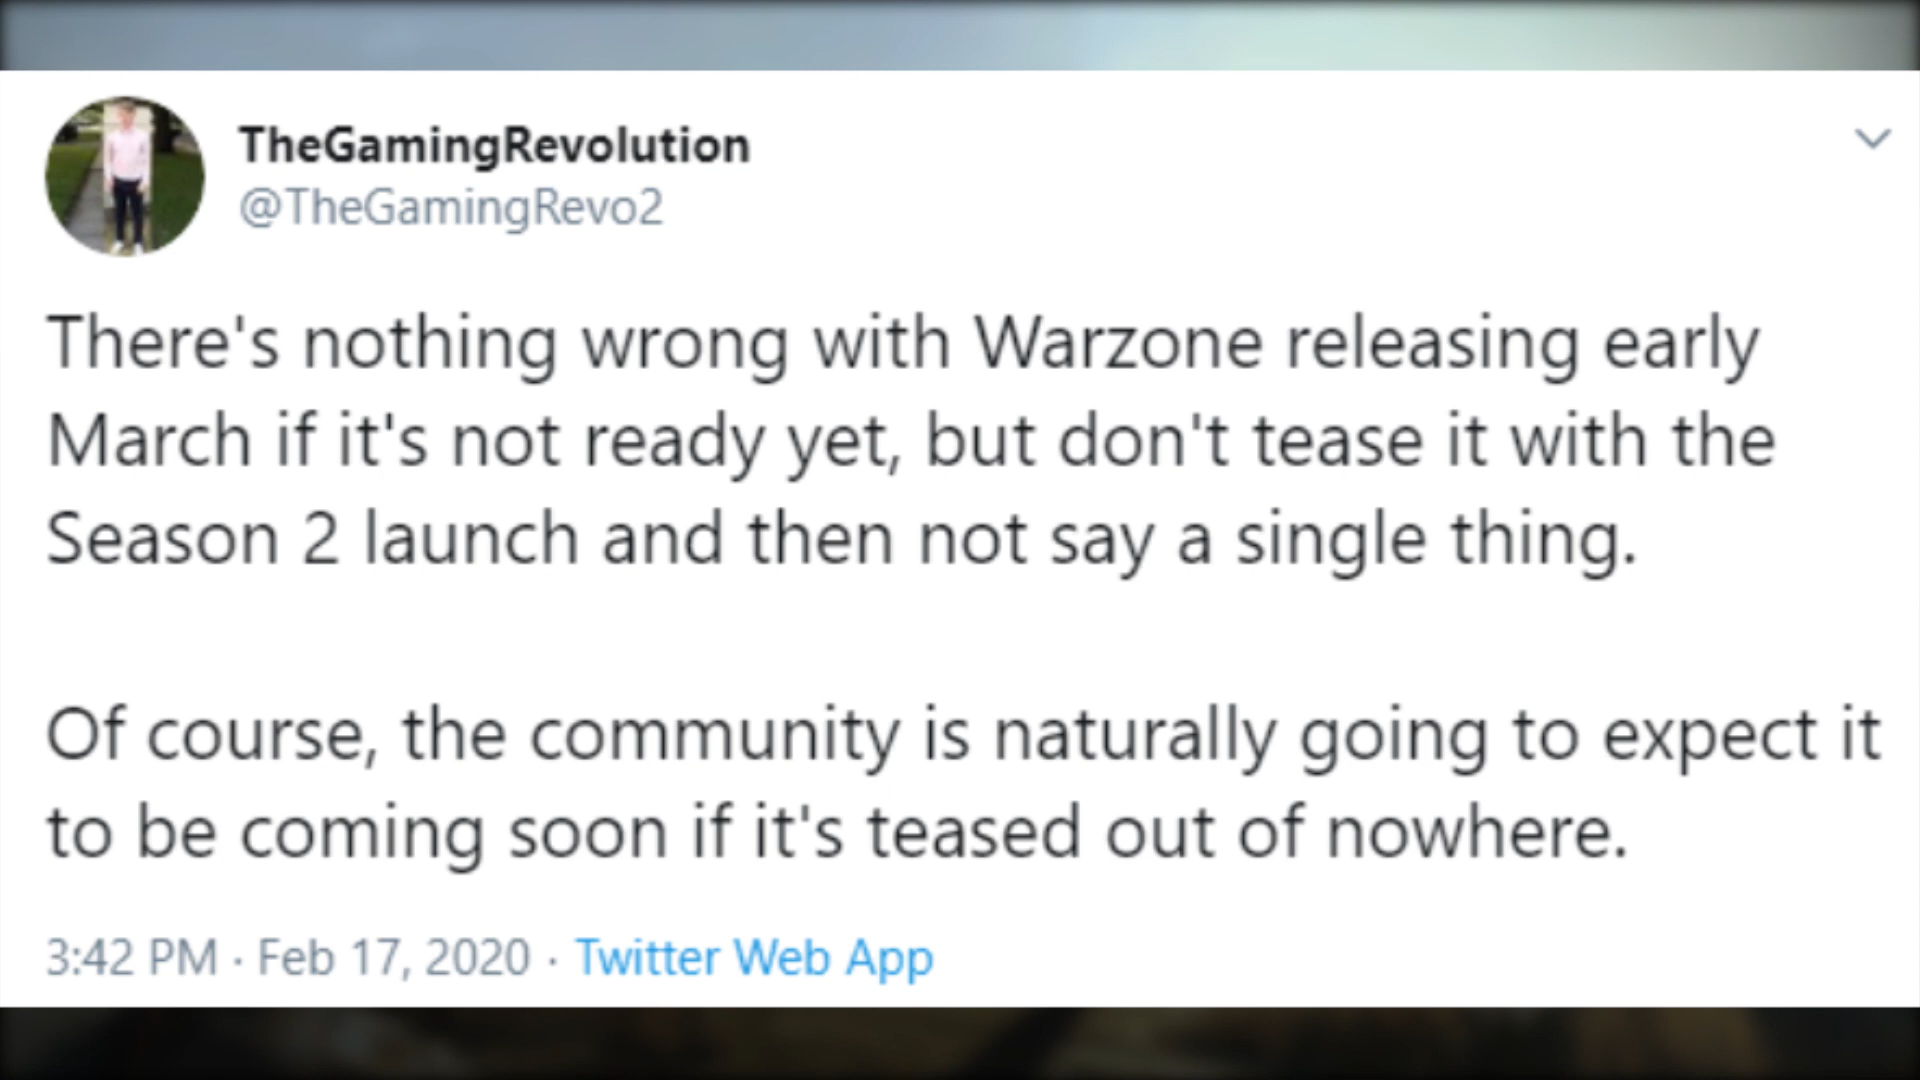 TheGamingRevolution
@TheGamingRevo2
There's nothing wrong with Warzone releasing early
March if it's not ready yet, but don't tease it with the
Season 2 launch and then not say a single thing.
Of course, the community is naturally going to expect it
to be coming soon if it's teased out of nowhere.
3:42 PM · Feb 17, 2020 · Twitter Web App